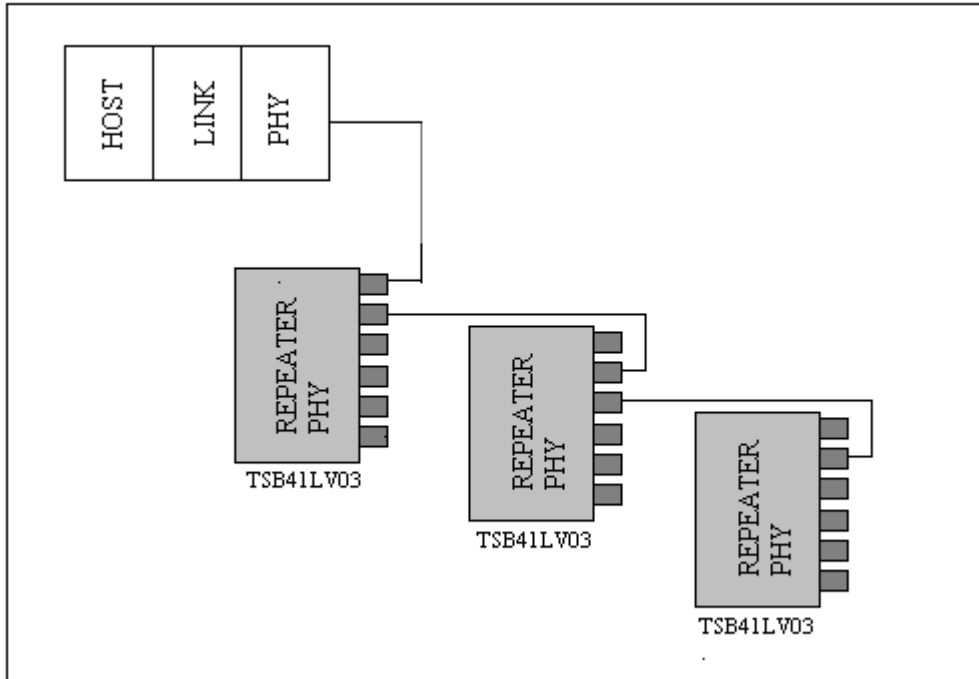 HOST
LINK
PHY
REPEATER
PHY
TSB41LV03
REPEATER
PHY
TSB41LV03
REPEATER
PHY
TSB41LV03